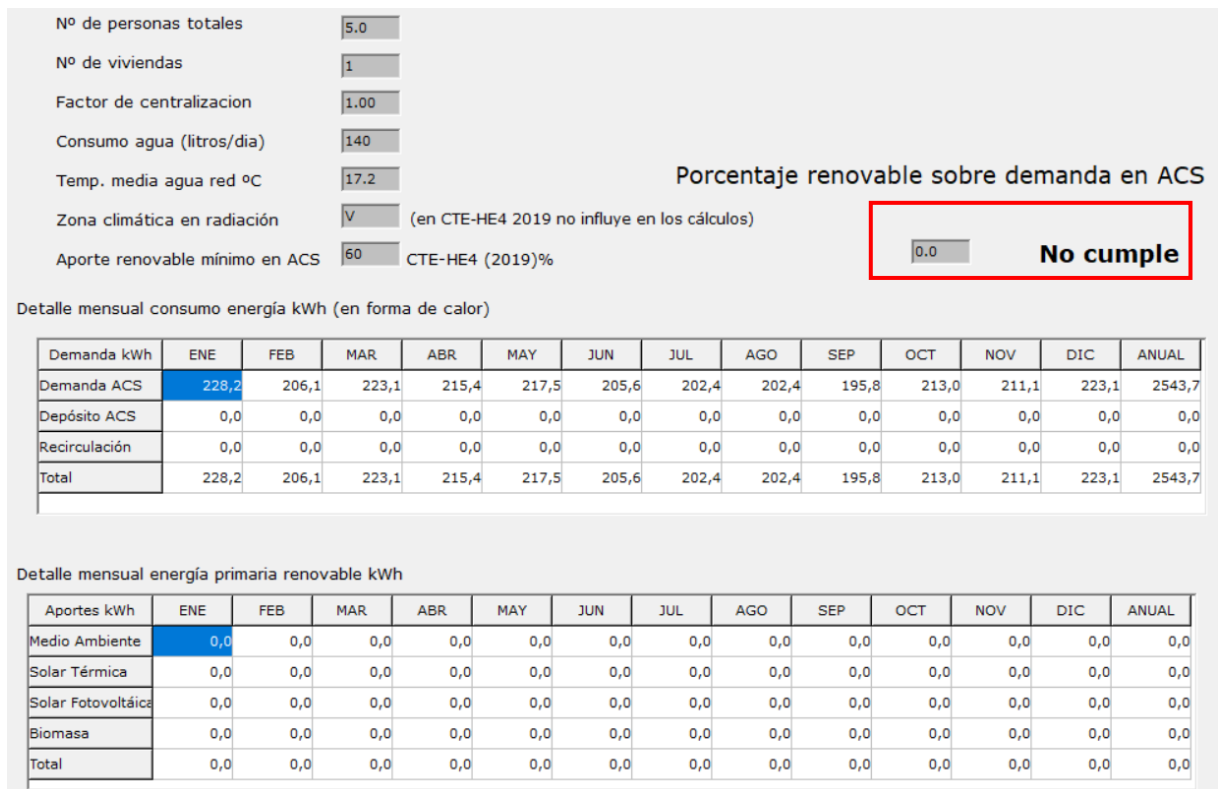 Nº de personas totales 5.0
Nº de viviendas 1
Factor de centralizacion 1.00
Consumo agua (litros/dia) 140
Temp. media agua red ºC 17.2
Porcentaje renovable sobre demanda en ACS
Zona climática en radiación V (en CTE-HE4 2019 no influye en los cálculos)
Aporte renovable mínimo en ACS 60 CTE-HE4 (2019)%
0.0 No cumple
Detalle mensual consumo energía kWh (en forma de calor)
Demanda kWh ENE FEB MAR ABR MAY JUN JUL AGO SEP OCT NOV DIC ANUAL
Demanda ACS 228,2 206,1 223,1 215,4 217,5 205,6 202,4 202,4 195,8 213,0 211,1 223,1 2543,7
Depósito ACS 0,0 0,0 0,0 0,0 0,0 0,0 0,0 0,0 0,0 0,0 0,0 0,0 0,0
Recirculación 0,0 0,0 0,0 0,0 0,0 0,0 0,0 0,0 0,0 0,0 0,0 0,0 0,0
Total 228,2 206,1 223,1 215,4 217,5 205,6 202,4 202,4 195,8 213,0 211,1 223,1 2543,7
Detalle mensual energía primaria renovable kWh
Aportes kWh ENE FEB MAR ABR MAY JUN JUL AGO SEP OCT NOV DIC ANUAL
Medio Ambiente 0,0 0,0 0,0 0,0 0,0 0,0 0,0 0,0 0,0 0,0 0,0 0,0 0,0
Solar Térmica 0,0 0,0 0,0 0,0 0,0 0,0 0,0 0,0 0,0 0,0 0,0 0,0 0,0
Solar Fotovoltáica 0,0 0,0 0,0 0,0 0,0 0,0 0,0 0,0 0,0 0,0 0,0 0,0 0,0
Biomasa 0,0 0,0 0,0 0,0 0,0 0,0 0,0 0,0 0,0 0,0 0,0 0,0 0,0
Total 0,0 0,0 0,0 0,0 0,0 0,0 0,0 0,0 0,0 0,0 0,0 0,0 0,0